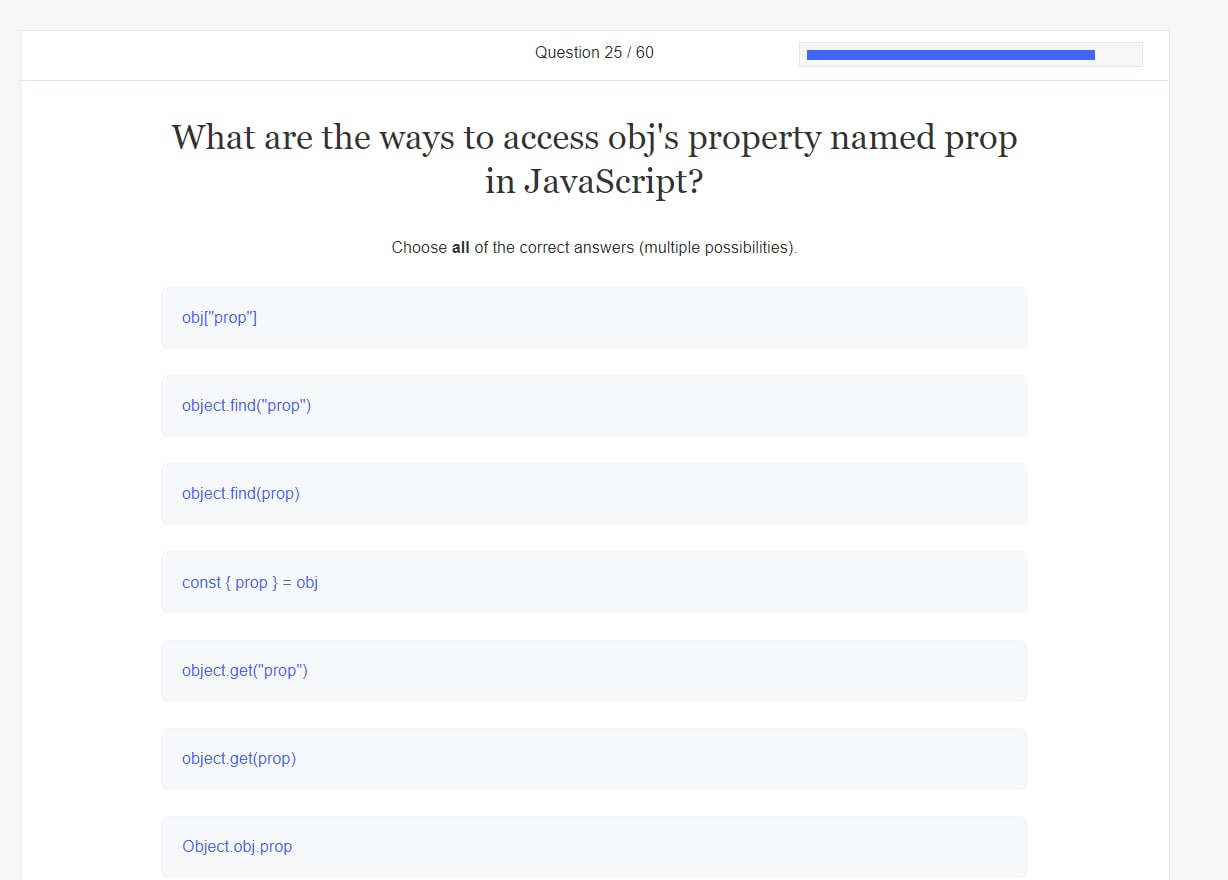 Question 25 / 60
What are the ways to access obj's property named prop
in JavaScript?
Choose all of the correct answers (multiple possibilities).
obj["prop"]
object.find("prop")
object.find(prop)
const { prop } = obj
object.get("prop")
object.get(prop)
Object.obj.prop